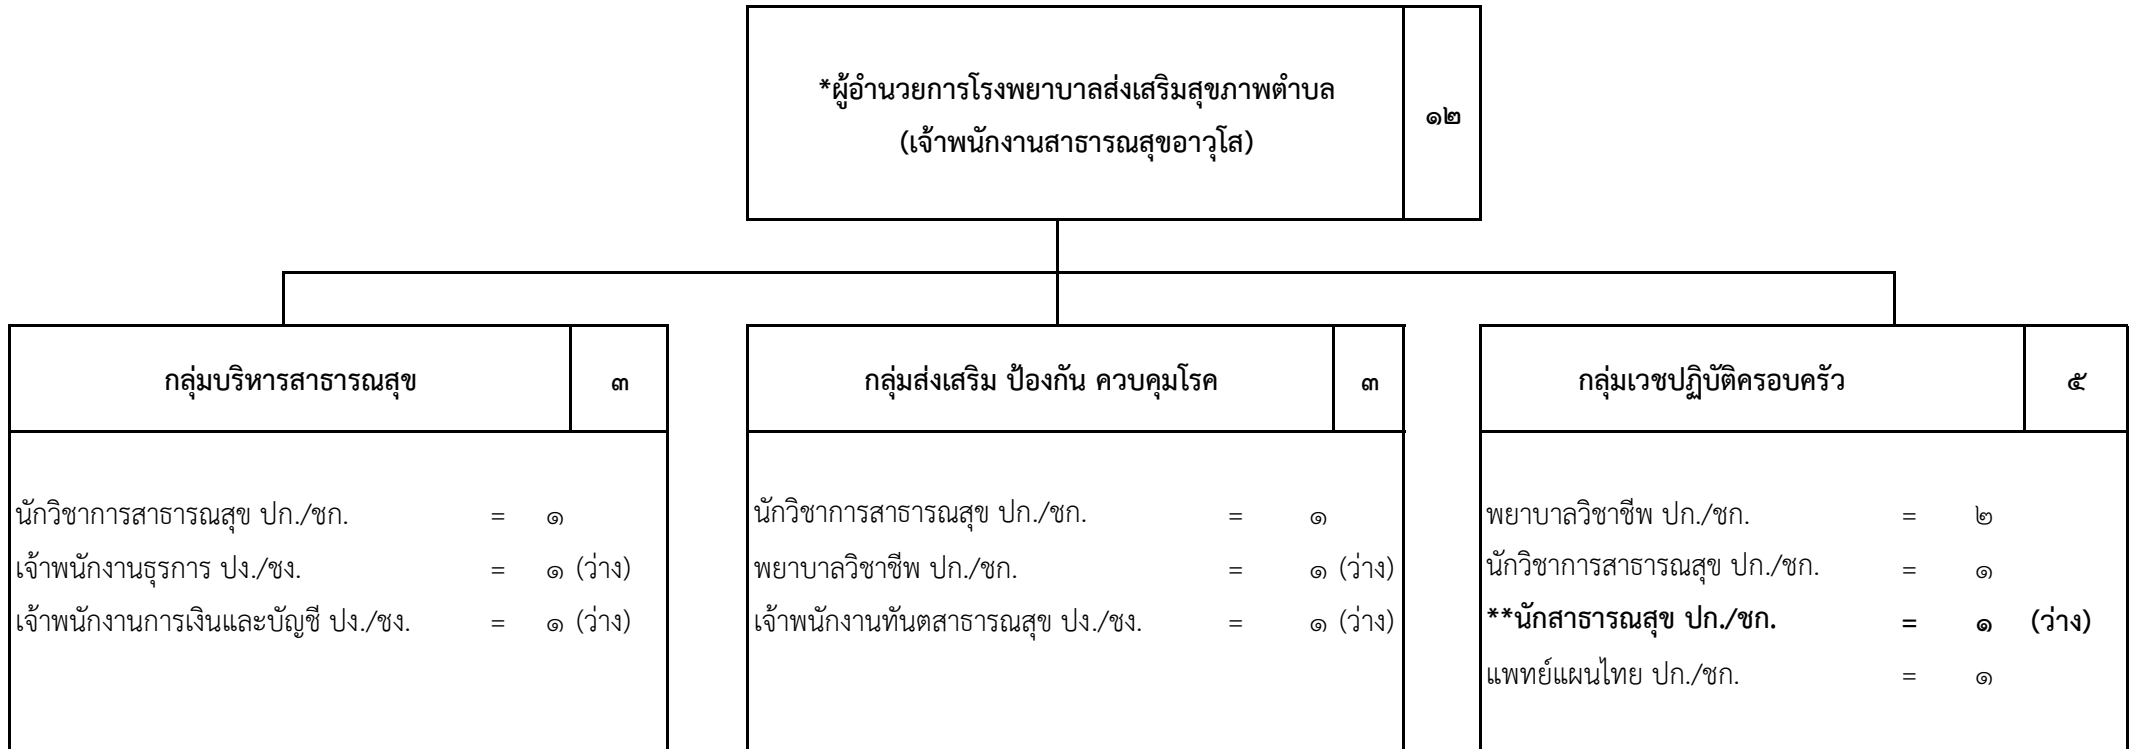 *ผู้อำนวยการโรงพยาบาลส่งเสริมสุขภาพตำบล
(เจ้าพนักงานสาธารณสุขอาวุโส)
๑๒
กลุ่มบริหารสาธารณสุข ๓
นักวิชาการสาธารณสุข ปก./ชก. = ๑
เจ้าพนักงานธุรการ ปง./ชง. = ๑ (ว่าง)
เจ้าพนักงานการเงินและบัญชี ปง./ชง. = ๑ (ว่าง)
กลุ่มส่งเสริม ป้องกัน ควบคุมโรค ๓
นักวิชาการสาธารณสุข ปก./ชก. = ๑
พยาบาลวิชาชีพ ปก./ชก. = ๑ (ว่าง)
เจ้าพนักงานทันตสาธารณสุข ปง./ชง. = ๑ (ว่าง)
กลุ่มเวชปฏิบัติครอบครัว ๕
พยาบาลวิชาชีพ ปก./ชก. = ๒
นักวิชาการสาธารณสุข ปก./ชก. = ๑
**นักสาธารณสุข ปก./ชก. = ๑ (ว่าง)
แพทย์แผนไทย ปก./ชก. = ๑